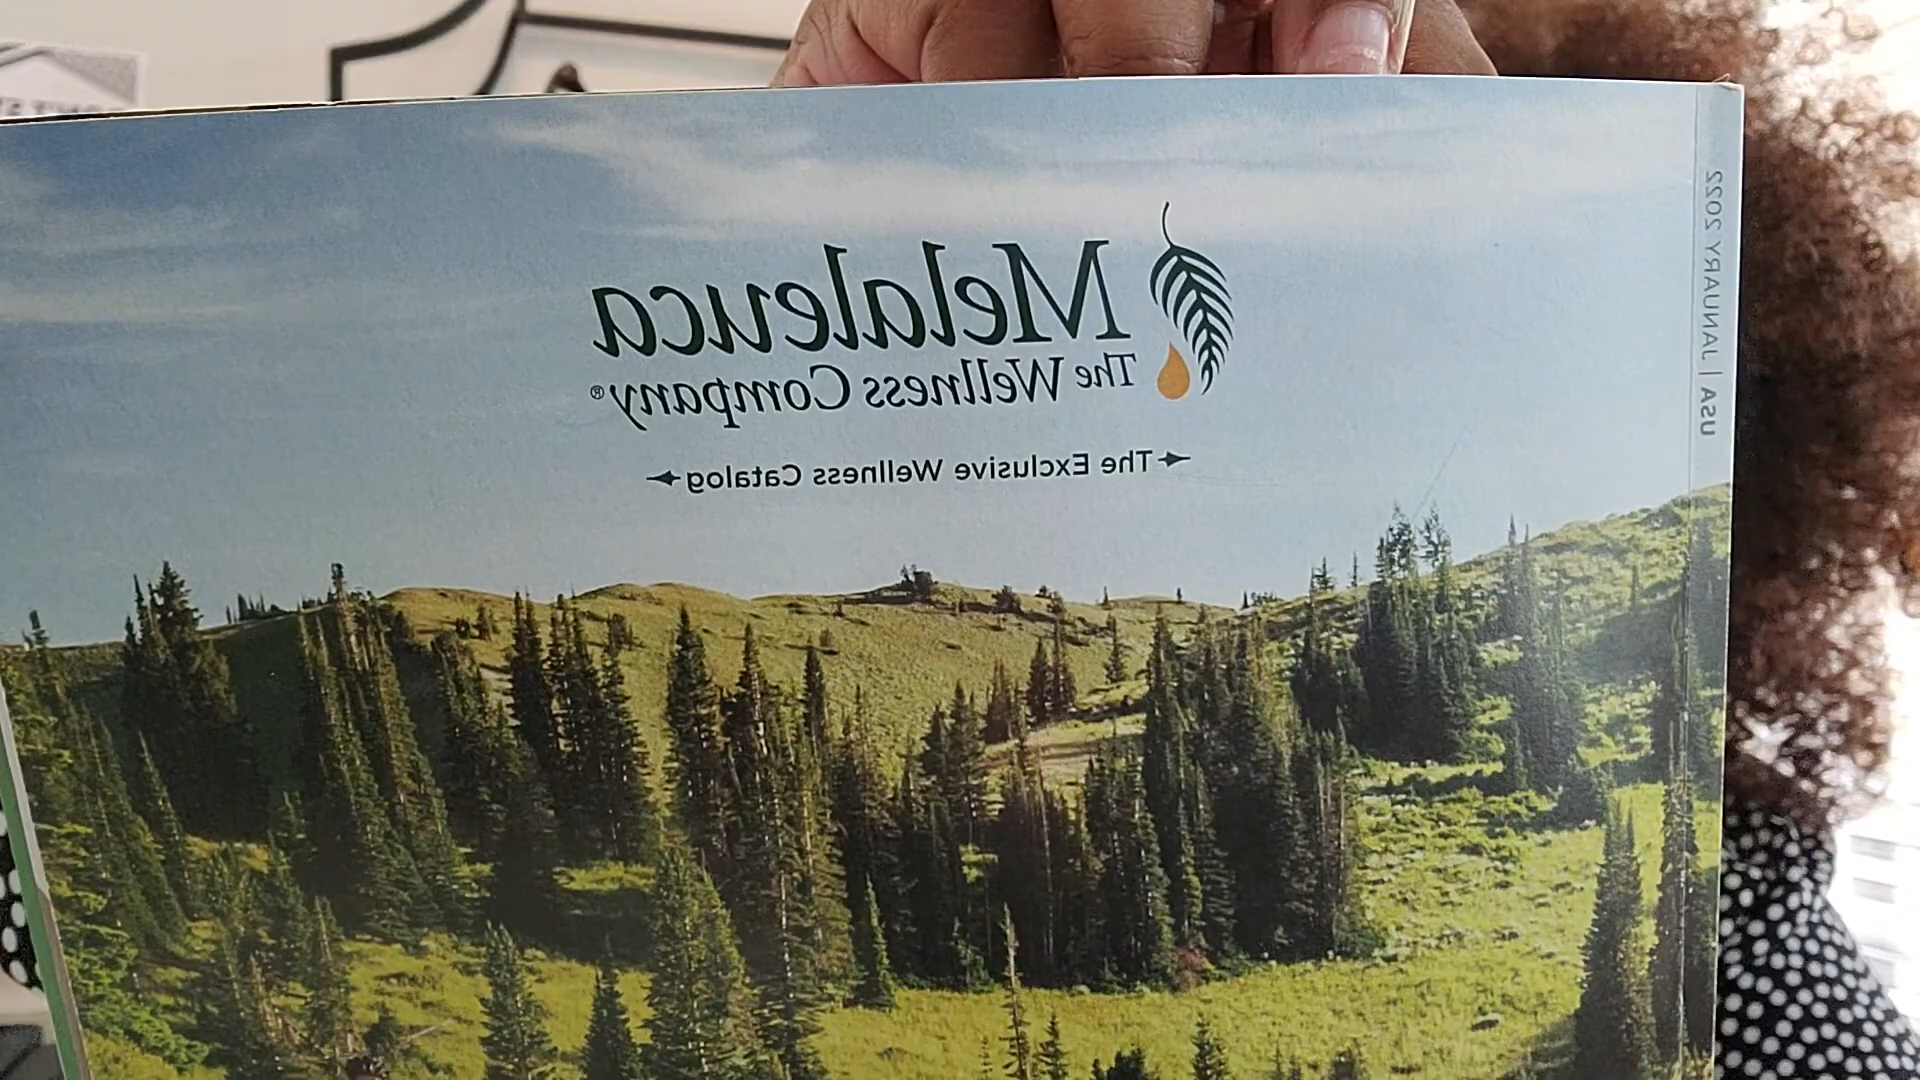 Melaleuca
The Wellness Company®
The Exclusive Wellness Catalog
USA | JANUARY 2022